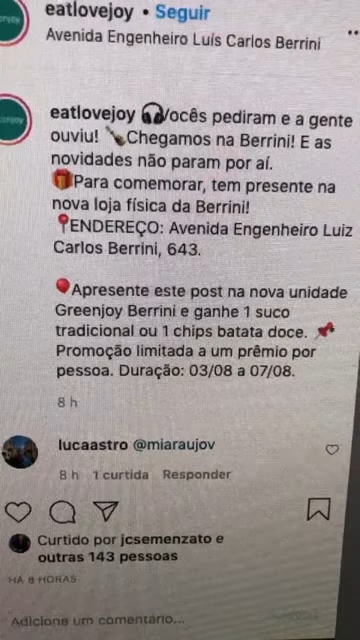 eatlovejoy • Seguir
Avenida Engenheiro Luís Carlos Berrini
eatlovejoy 🎧Vocês pediram e a gente
ouviu! 🍾Chegamos na Berrini! E as
novidades não param por aí.
🎁Para comemorar, tem presente na
nova loja física da Berrini!
📍ENDEREÇO: Avenida Engenheiro Luiz
Carlos Berrini, 643.
🎈Apresente este post na nova unidade
Greenjoy Berrini e ganhe 1 suco
tradicional ou 1 chips batata doce. 📌
Promoção limitada a um prêmio por
pessoa. Duração: 03/08 a 07/08.
8 h
lucaastro @miaraujov
8 h 1 curtida Responder
Curtido por jcsemenzato e
outras 143 pessoas
HÁ 8 HORAS
Adicione um comentário...